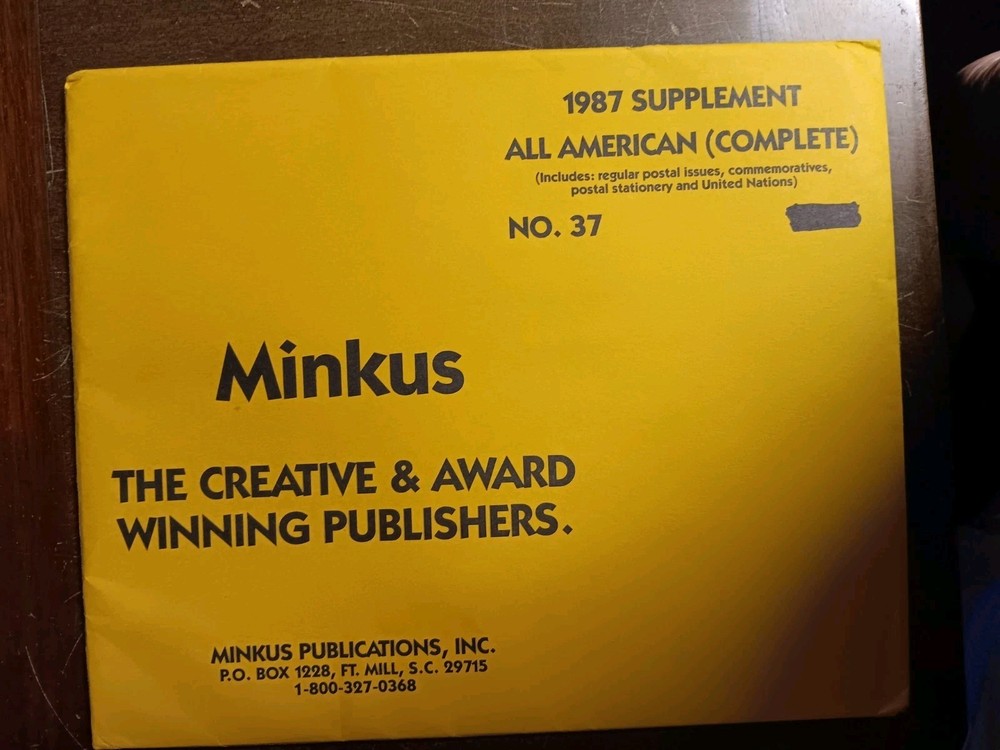 1987 SUPPLEMENT
ALL AMERICAN (COMPLETE)
(Includes: regular postal issues, commemoratives,
postal stationery and United Nations)
NO. 37
Minkus
THE CREATIVE & AWARD
WINNING PUBLISHERS.
MINKUS PUBLICATIONS, INC.
P.O. BOX 1228, FT. MILL, S.C. 29715
1-800-327-0368